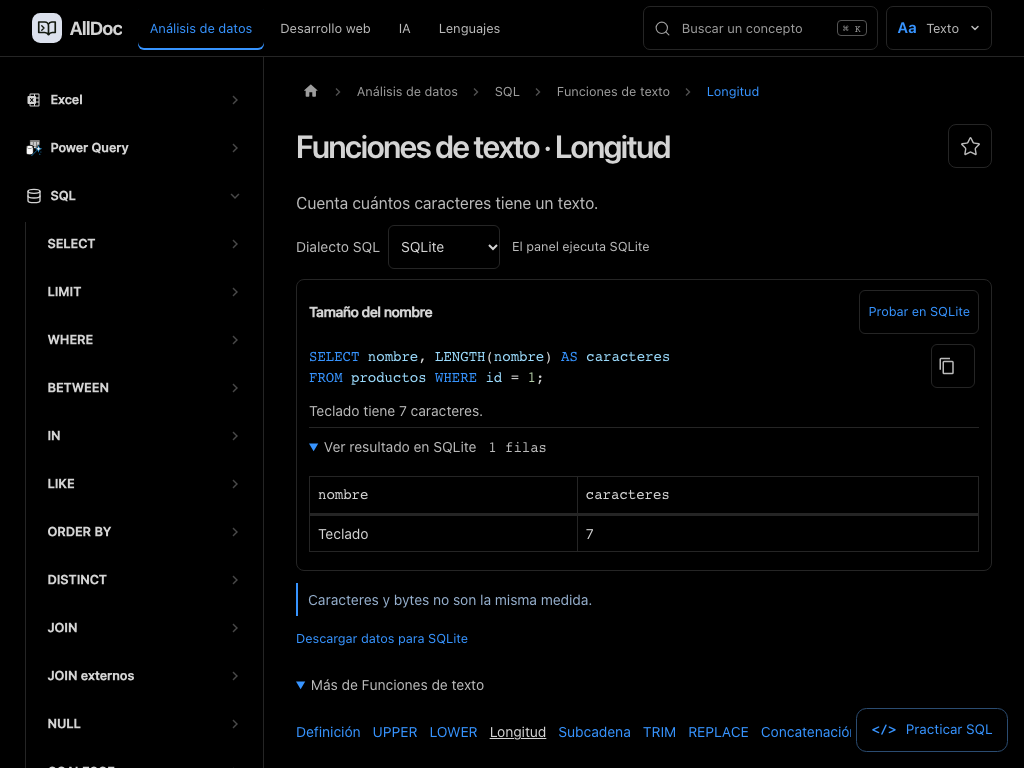 AllDoc
Análisis de datos
Desarrollo web
IA
Lenguajes
Buscar un concepto
⌘ K
Aa Texto
Excel
Power Query
SQL
SELECT
LIMIT
WHERE
BETWEEN
IN
LIKE
ORDER BY
DISTINCT
JOIN
JOIN externos
NULL
Análisis de datos > SQL > Funciones de texto > Longitud
Funciones de texto · Longitud
Cuenta cuántos caracteres tiene un texto.
Dialecto SQL SQLite El panel ejecuta SQLite
Tamaño del nombre
Probar en SQLite
SELECT nombre, LENGTH(nombre) AS caracteres
FROM productos WHERE id = 1;
Teclado tiene 7 caracteres.
Ver resultado en SQLite 1 filas
nombre caracteres
Teclado 7
Caracteres y bytes no son la misma medida.
Descargar datos para SQLite
Más de Funciones de texto
Definición UPPER LOWER Longitud Subcadena TRIM REPLACE Concatenación
</> Practicar SQL